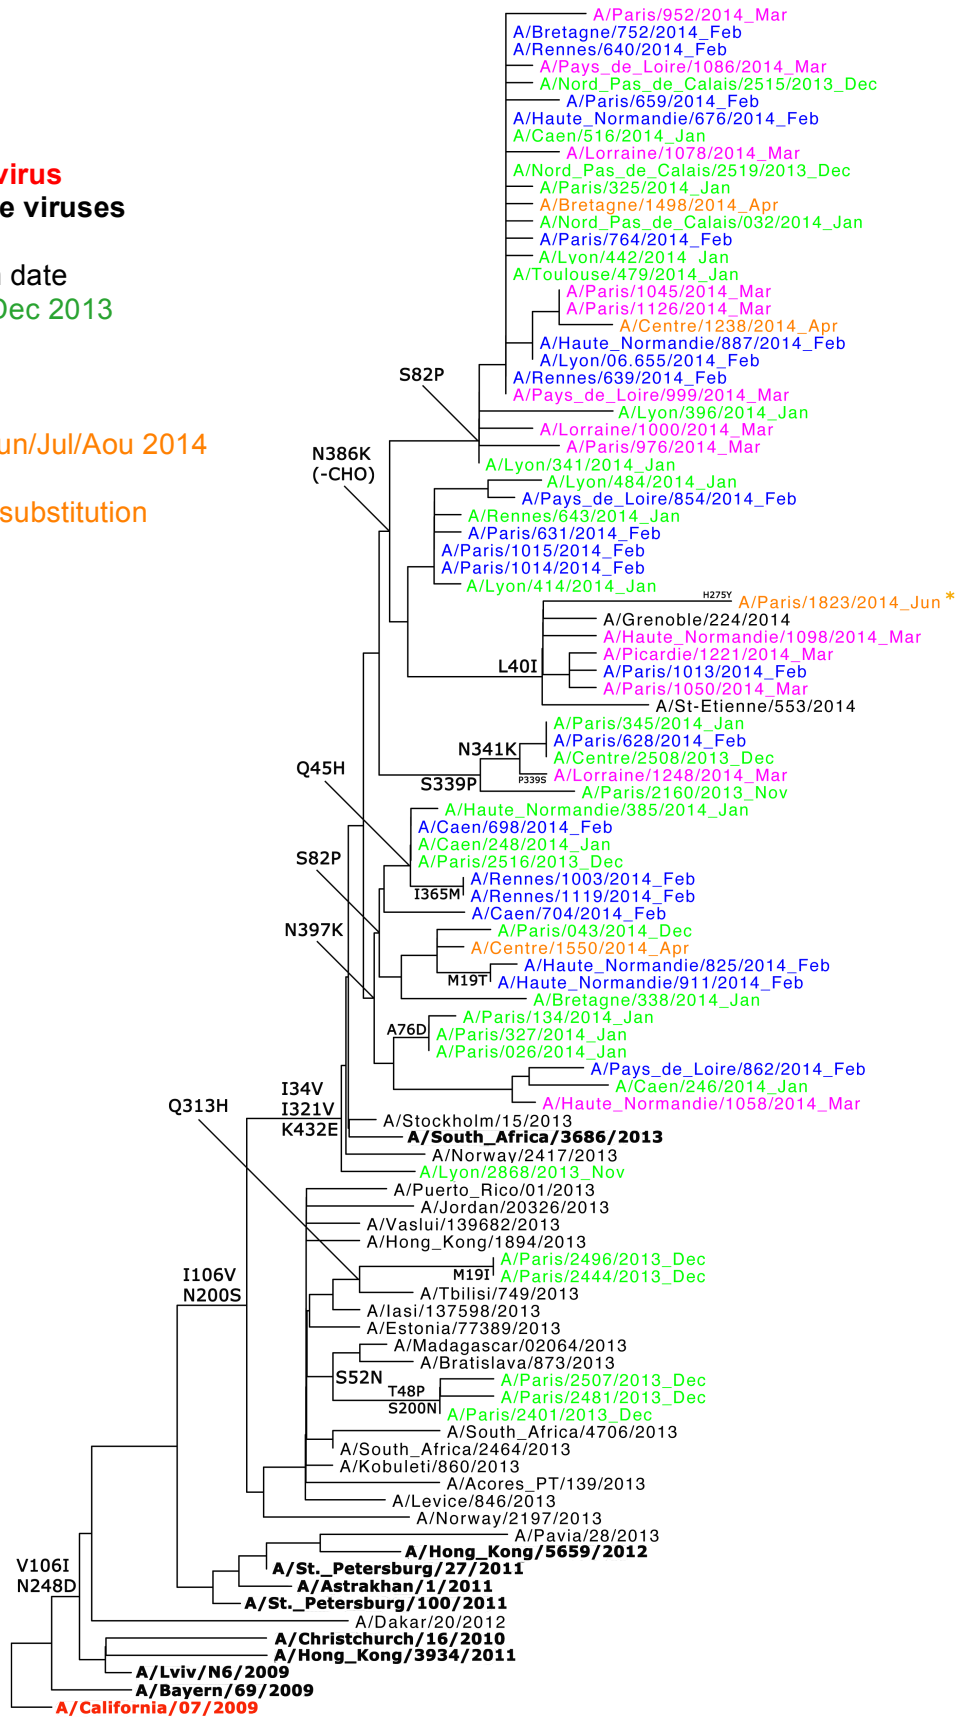 A/Paris/952/2014_Mar
A/Bretagne/752/2014_Feb
A/Rennes/640/2014_Feb
A/Pays_de_Loire/1086/2014_Mar
A/Nord_Pas_de_Calais/2515/2013_Dec
A/Paris/659/2014_Feb
A/Haute_Normandie/676/2014_Feb
A/Caen/516/2014_Jan
A/Lorraine/1078/2014_Mar
virus
A/Nord_Pas_de_Calais/2519/2013_Dec
A/Paris/325/2014_Jan
e viruses
A/Bretagne/1498/2014_Apr
A/Nord_Pas_de_Calais/032/2014_Jan
A/Paris/764/2014_Feb
A/Lyon/442/2014_Jan
date
A/Toulouse/479/2014_Jan
A/Paris/1045/2014_Mar
Dec 2013
A/Paris/1126/2014_Mar
A/Centre/1238/2014_Apr
A/Haute_Normandie/887/2014_Feb
A/Lyon/06.655/2014_Feb
S82P
A/Rennes/639/2014_Feb
A/Pays_de_Loire/999/2014_Mar
A/Lyon/396/2014_Jan
A/Lorraine/1000/2014_Mar
un/Jul/Aou 2014
A/Paris/976/2014_Mar
N386K
(-CHO)
A/Lyon/341/2014_Jan
A/Lyon/484/2014_Jan
A/Pays_de_Loire/854/2014_Feb
substitution
A/Rennes/643/2014_Jan
A/Paris/631/2014_Feb
A/Paris/1015/2014_Feb
A/Paris/1014/2014_Feb
A/Lyon/414/2014_Jan
H275Y
A/Paris/1823/2014_Jun *
A/Grenoble/224/2014
A/Haute_Normandie/1098/2014_Mar
A/Picardie/1221/2014_Mar
L40I
A/Paris/1013/2014_Feb
A/Paris/1050/2014_Mar
A/St-Etienne/553/2014
A/Paris/345/2014_Jan
A/Paris/628/2014_Feb
N341K
A/Centre/2508/2013_Dec
Q45H
S339P
P339S
A/Lorraine/1248/2014_Mar
A/Paris/2160/2013_Nov
A/Haute_Normandie/385/2014_Jan
A/Caen/698/2014_Feb
A/Caen/248/2014_Jan
S82P
A/Paris/2516/2013_Dec
A/Rennes/1003/2014_Feb
I365M
A/Rennes/1119/2014_Feb
A/Caen/704/2014_Feb
N397K
A/Paris/043/2014_Dec
A/Centre/1550/2014_Apr
A/Haute_Normandie/825/2014_Feb
M19T
A/Haute_Normandie/911/2014_Feb
A/Bretagne/338/2014_Jan
A/Paris/134/2014_Jan
A76D
A/Paris/327/2014_Jan
A/Paris/026/2014_Jan
A/Pays_de_Loire/862/2014_Feb
A/Caen/246/2014_Jan
A/Haute_Normandie/1058/2014_Mar
I34V
I321V
K432E
Q313H
A/Stockholm/15/2013
A/South_Africa/3686/2013
A/Norway/2417/2013
A/Lyon/2868/2013_Nov
A/Puerto_Rico/01/2013
A/Jordan/20326/2013
A/Vaslui/139682/2013
A/Hong_Kong/1894/2013
A/Paris/2496/2013_Dec
M19I
A/Paris/2444/2013_Dec
I106V
N200S
A/Tbilisi/749/2013
A/Iasi/137598/2013
A/Estonia/77389/2013
A/Madagascar/02064/2013
A/Bratislava/873/2013
S52N
A/Paris/2507/2013_Dec
T48P
S200N
A/Paris/2481/2013_Dec
A/Paris/2401/2013_Dec
A/South_Africa/4706/2013
A/South_Africa/2464/2013
A/Kobuleti/860/2013
A/Acores_PT/139/2013
A/Levice/846/2013
A/Norway/2197/2013
A/Pavia/28/2013
A/Hong_Kong/5659/2012
V106I
N248D
A/St._Petersburg/27/2011
A/Astrakhan/1/2011
A/St._Petersburg/100/2011
A/Dakar/20/2012
A/Christchurch/16/2010
A/Hong_Kong/3934/2011
A/Lviv/N6/2009
A/Bayern/69/2009
A/California/07/2009